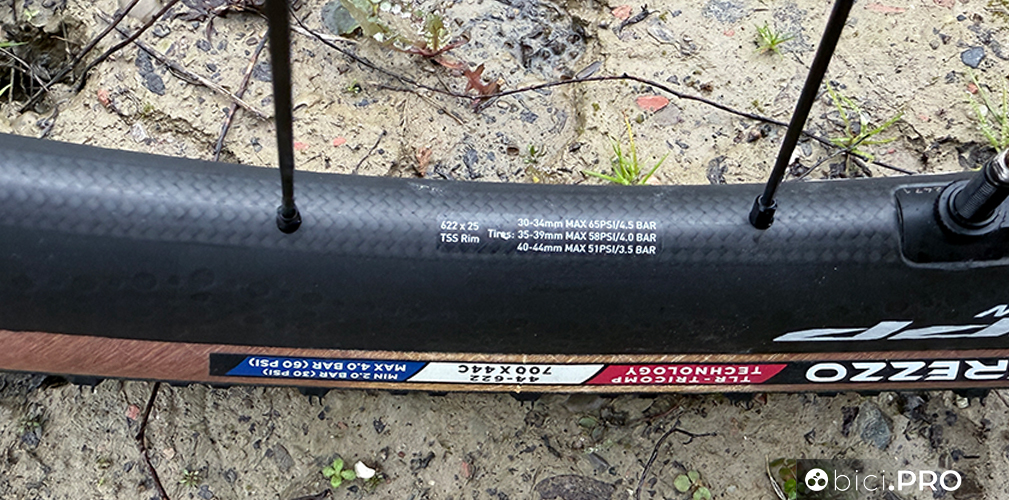 622 x 25
TSS Rim
Tires:
30-34mm MAX 65PSI/4.5 BAR
35-39mm MAX 58PSI/4.0 BAR
40-44mm MAX 51PSI/3.5 BAR
REZZO
TLR - TRICOMP
TECHNOLOGY
44-622
700 X 44C
MIN 2.0 BAR (30 PSI)
MAX 4.0 BAR (60 PSI)
bici.PRO